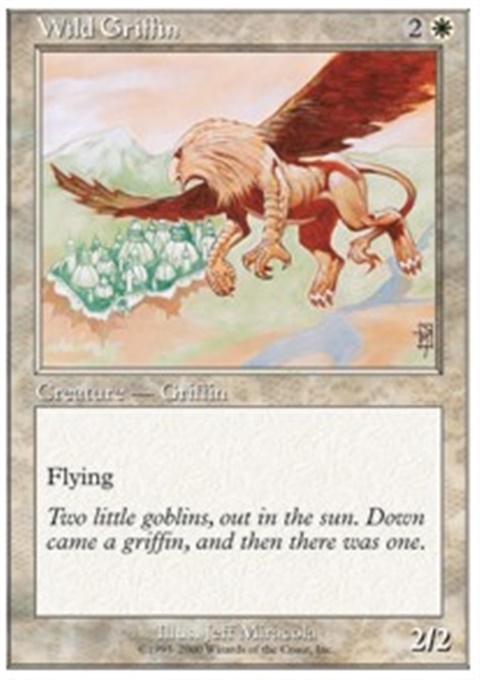 Wild Griffin 2
Creature — Griffin
Flying
Two little goblins, out in the sun. Down
came a griffin, and then there was one.
Illus. Jeff Miracola
©1993-2000 Wizards of the Coast, Inc.
2/2